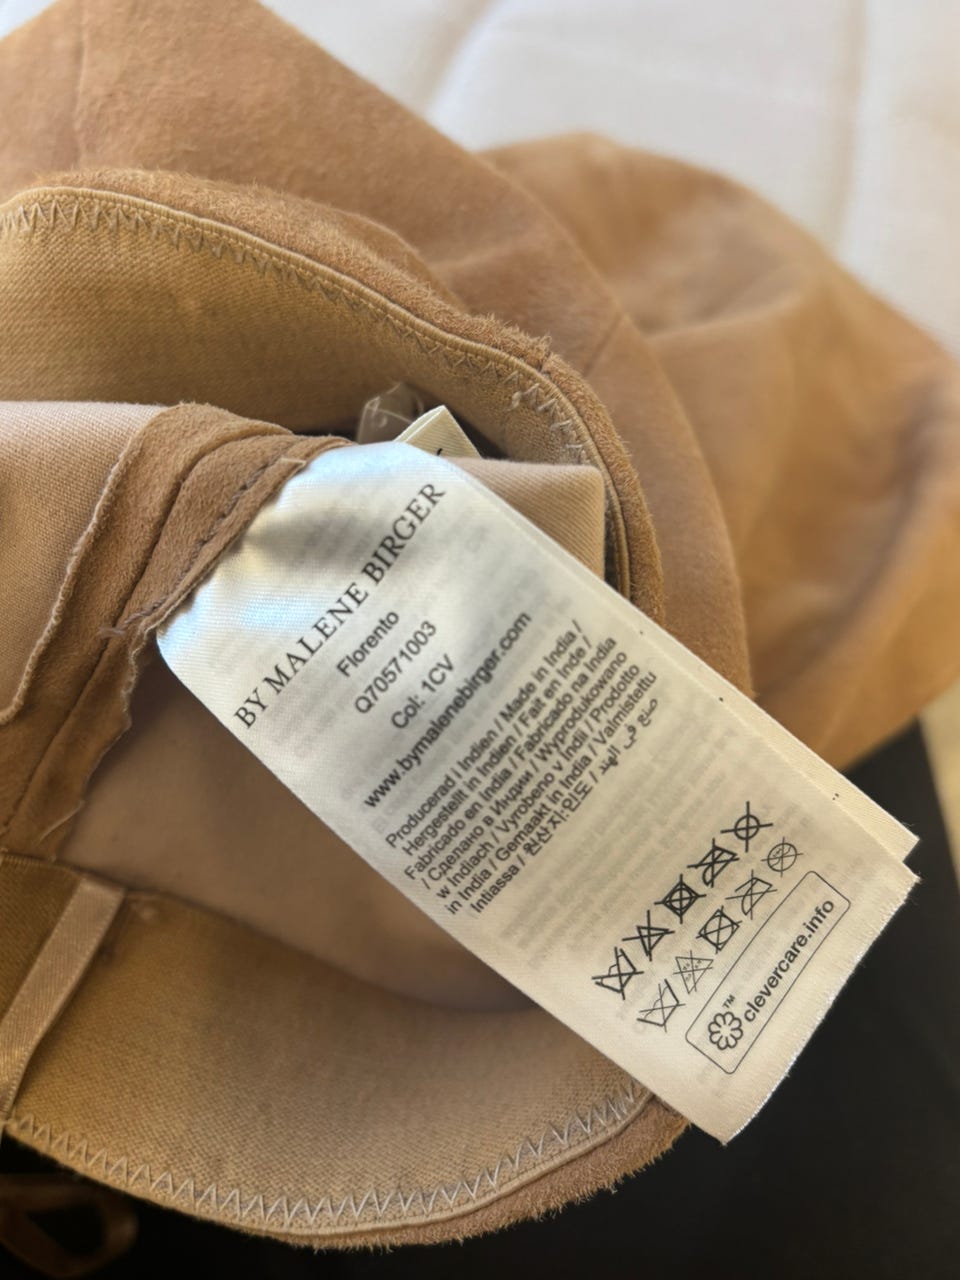 BY MALENE BIRGER
Florento
Q70571003
Col: 1CV
www.bymalenebirger.com
Producerad i Indien / Made in India /
Hergestellt in Indien / Fait en Inde /
Fabricado en India / Fabricado na India
/ Сделано в Индии / Wyprodukowano
w Indiach / Vyrobeno v Indii / Prodotto
in India / Gemaakt in India / Valmistettu
Intiassa / 원산지:인도 / صنع في الهند
TM clevercare.info